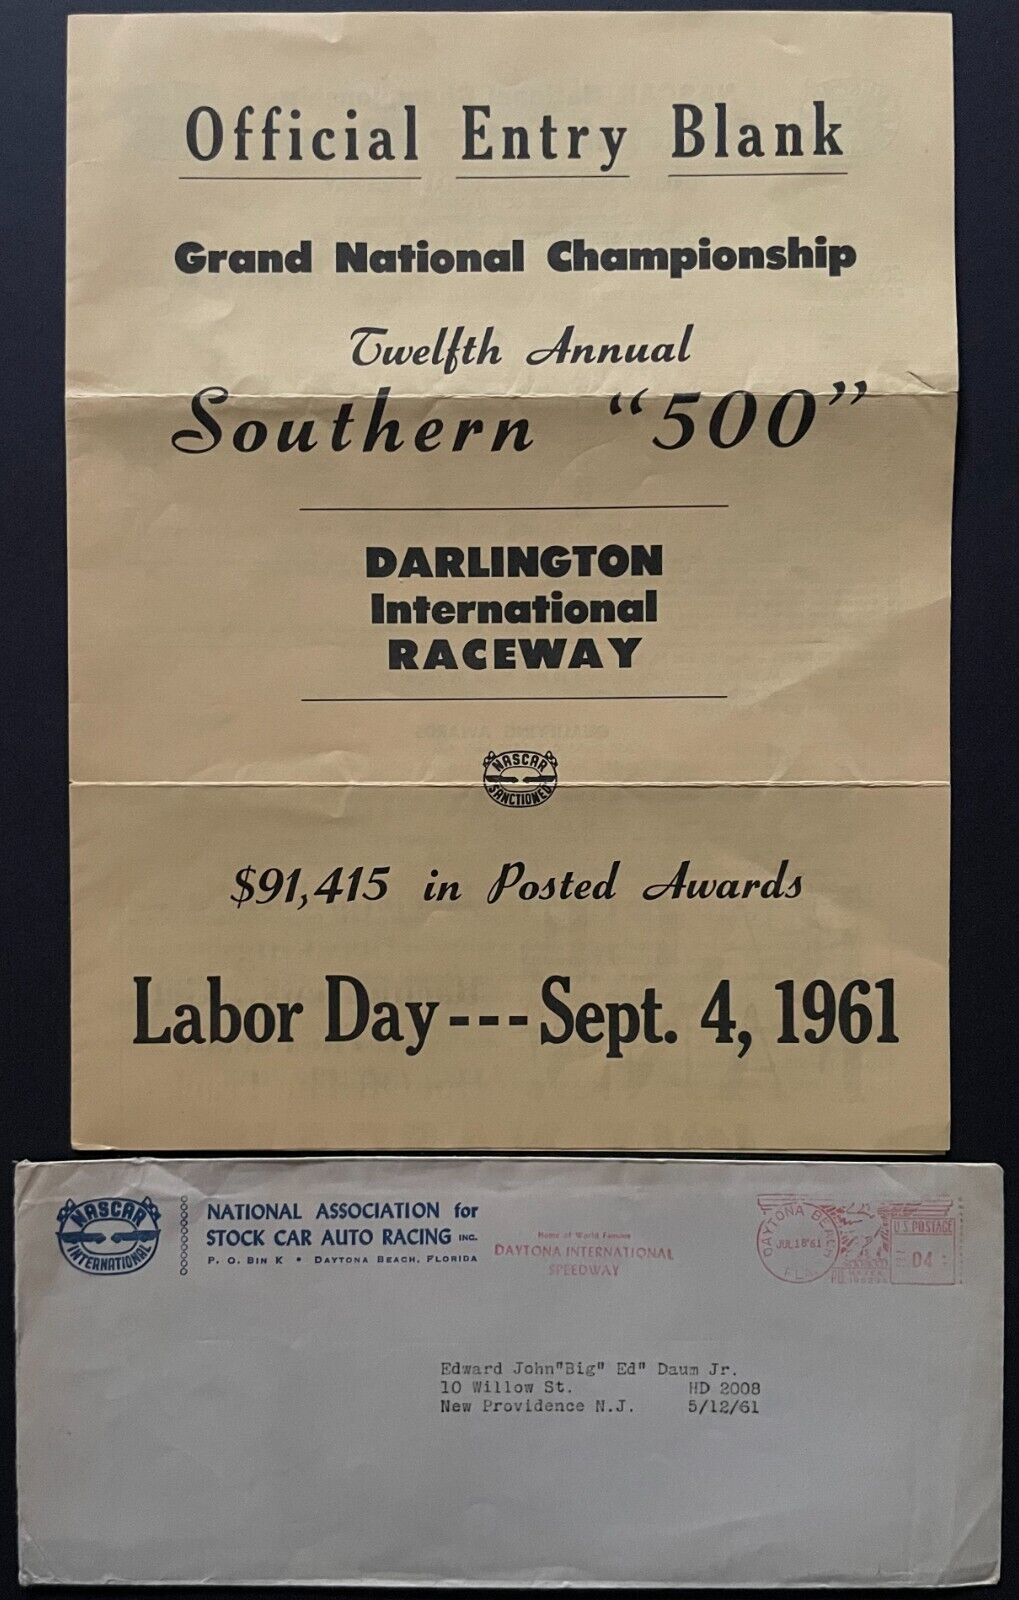 Official Entry Blank
Grand National Championship
Twelfth Annual
Southern "500"
DARLINGTON
International
RACEWAY
NASCAR
SANCTIONED
$91,415 in Posted Awards
Labor Day---Sept. 4, 1961
NASCAR
INTERNATIONAL
NATIONAL ASSOCIATION for
STOCK CAR AUTO RACING INC.
P. O. BIN K • DAYTONA BEACH, FLORIDA
Home of World Famous
DAYTONA INTERNATIONAL
SPEEDWAY
DAYTONA BEACH
JUL 18 '61
FLA.
U.S. POSTAGE
04
Edward John"Big" Ed" Daum Jr.
10 Willow St. HD 2008
New Providence N.J. 5/12/61